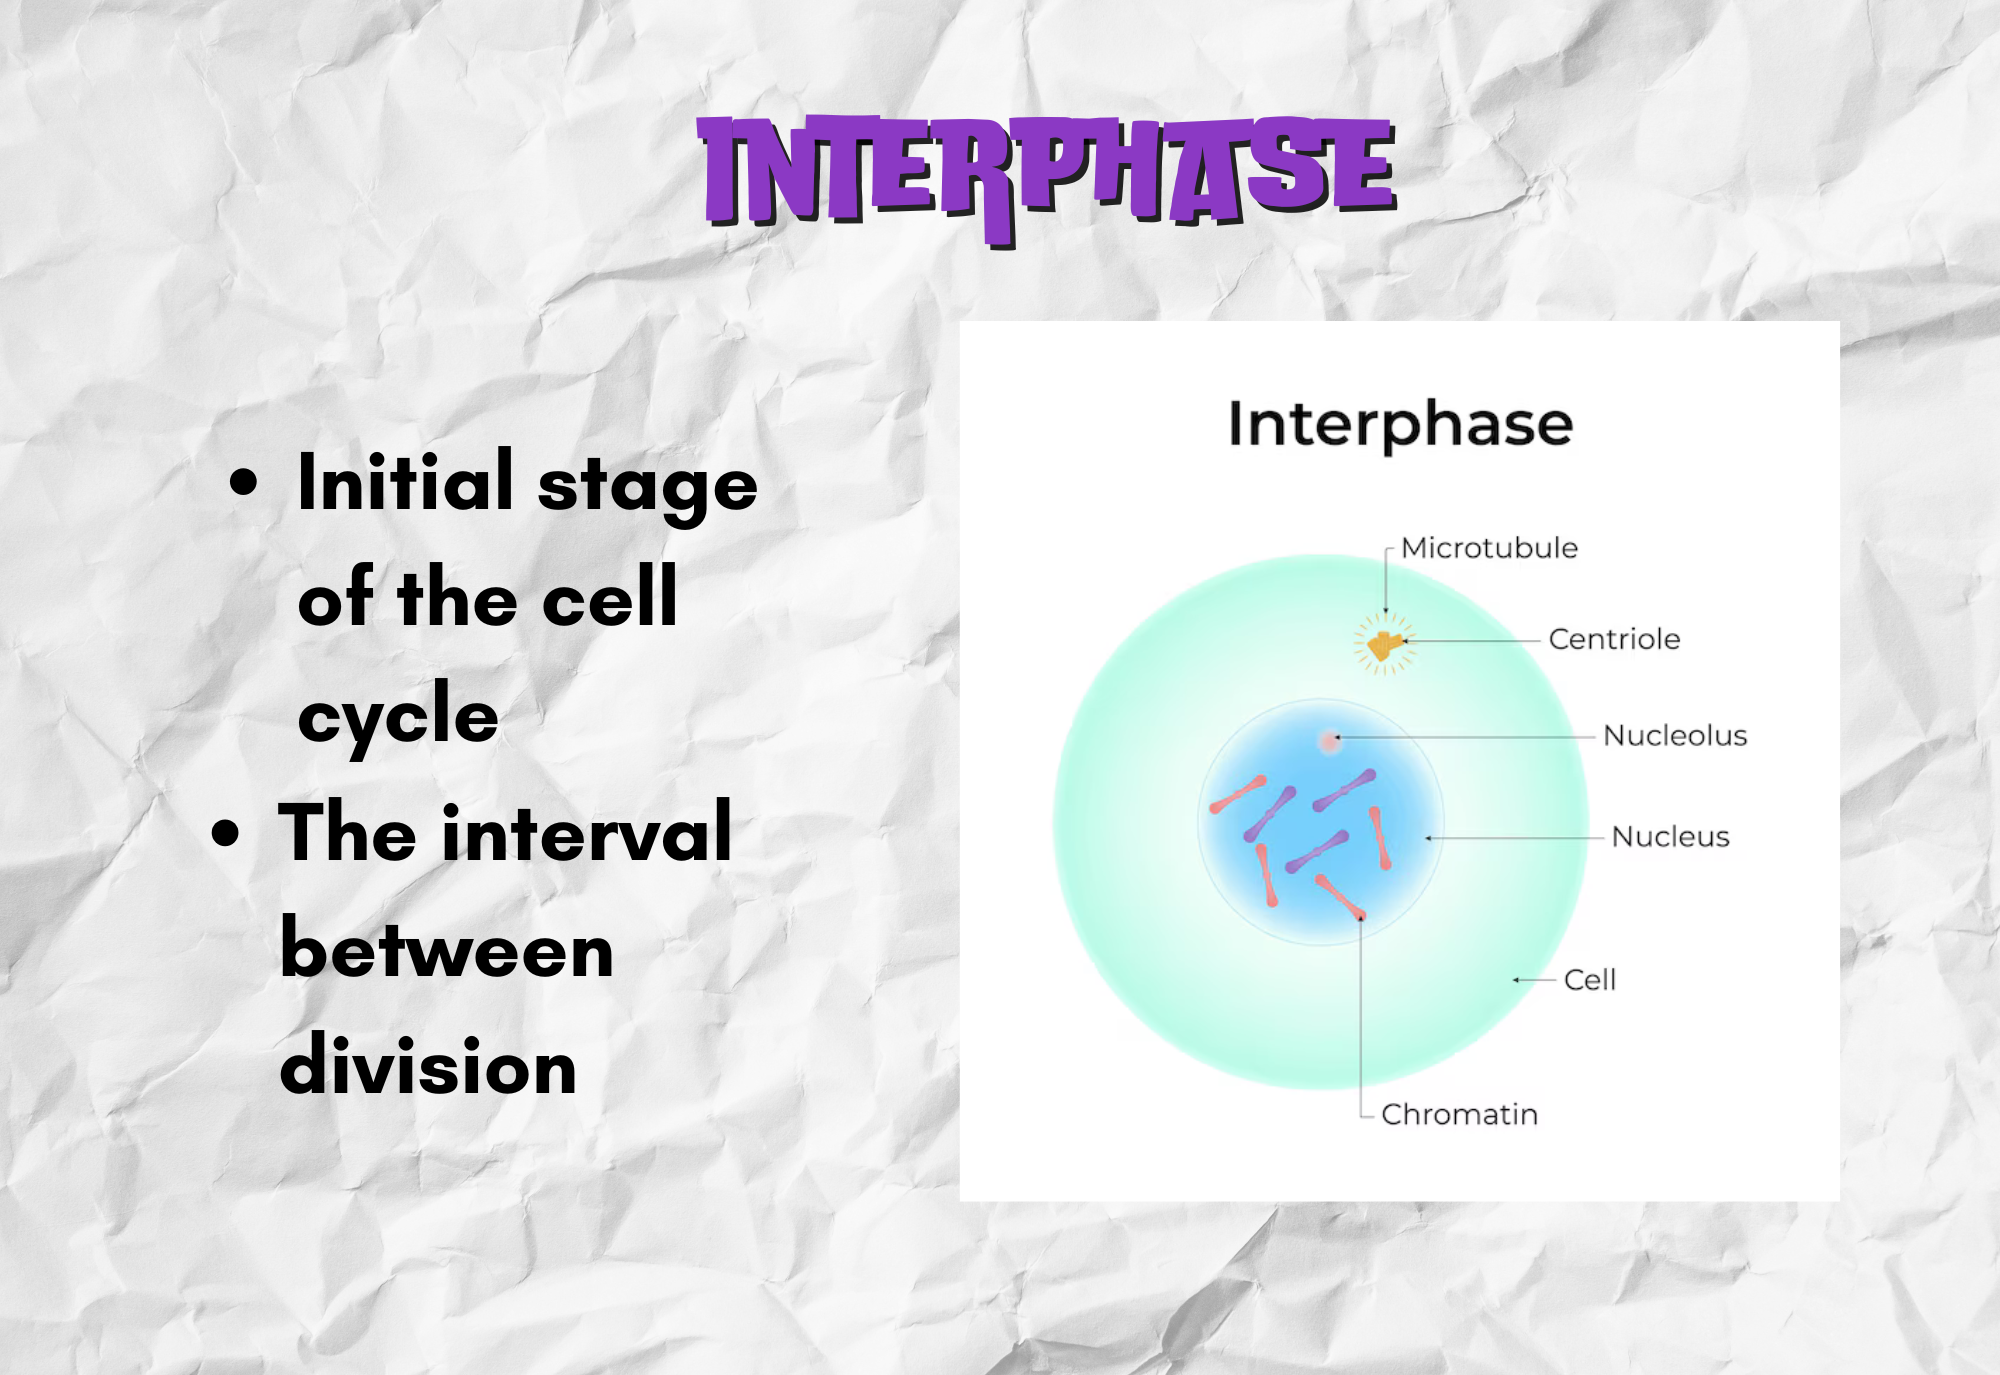 INTERPHASE
• Initial stage
of the cell
cycle
• The interval
between
division
Interphase
Microtubule
Centriole
Nucleolus
Nucleus
Cell
Chromatin